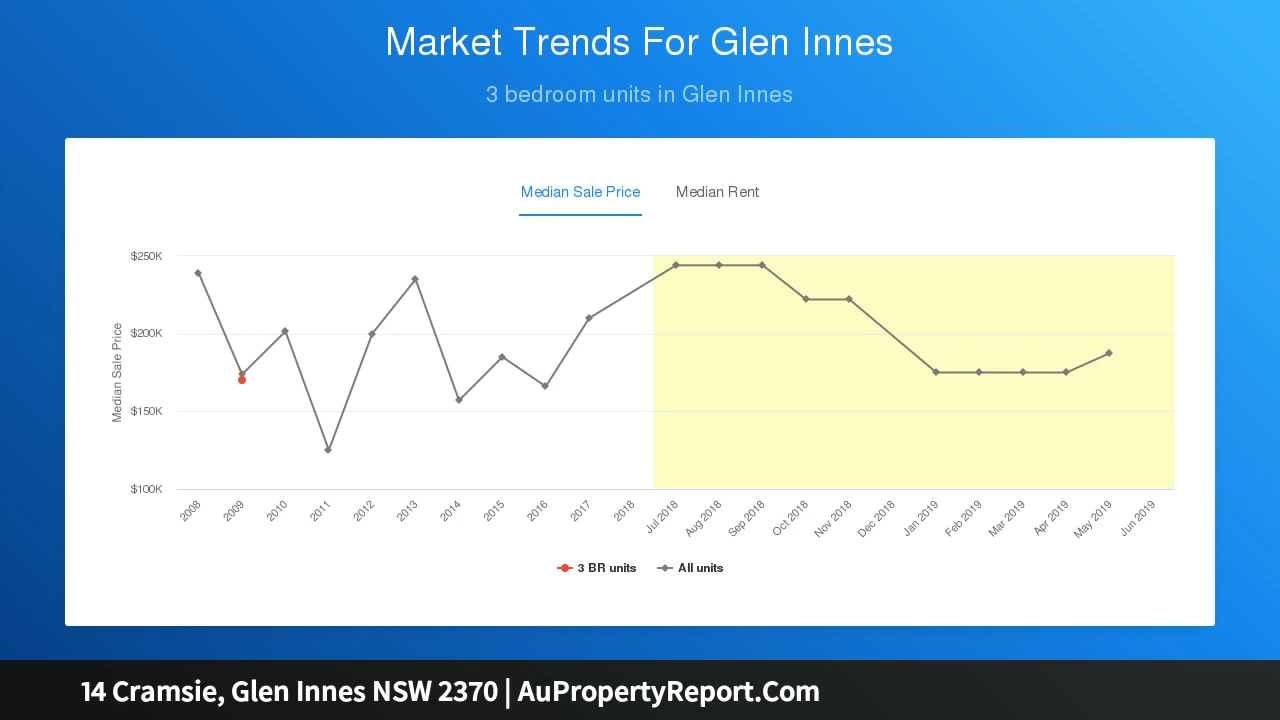 Market Trends For Glen Innes
3 bedroom units in Glen Innes
Median Sale Price
Median Rent
Median Sale Price
$250K
$200K
$150K
$100K
2008
2009
2010
2011
2012
2013
2014
2015
2016
2017
2018
Jul 2018
Aug 2018
Sep 2018
Oct 2018
Nov 2018
Dec 2018
Jan 2019
Feb 2019
Mar 2019
Apr 2019
May 2019
Jun 2019
3 BR units
All units
14 Cramsie, Glen Innes NSW 2370 | AuPropertyReport.Com